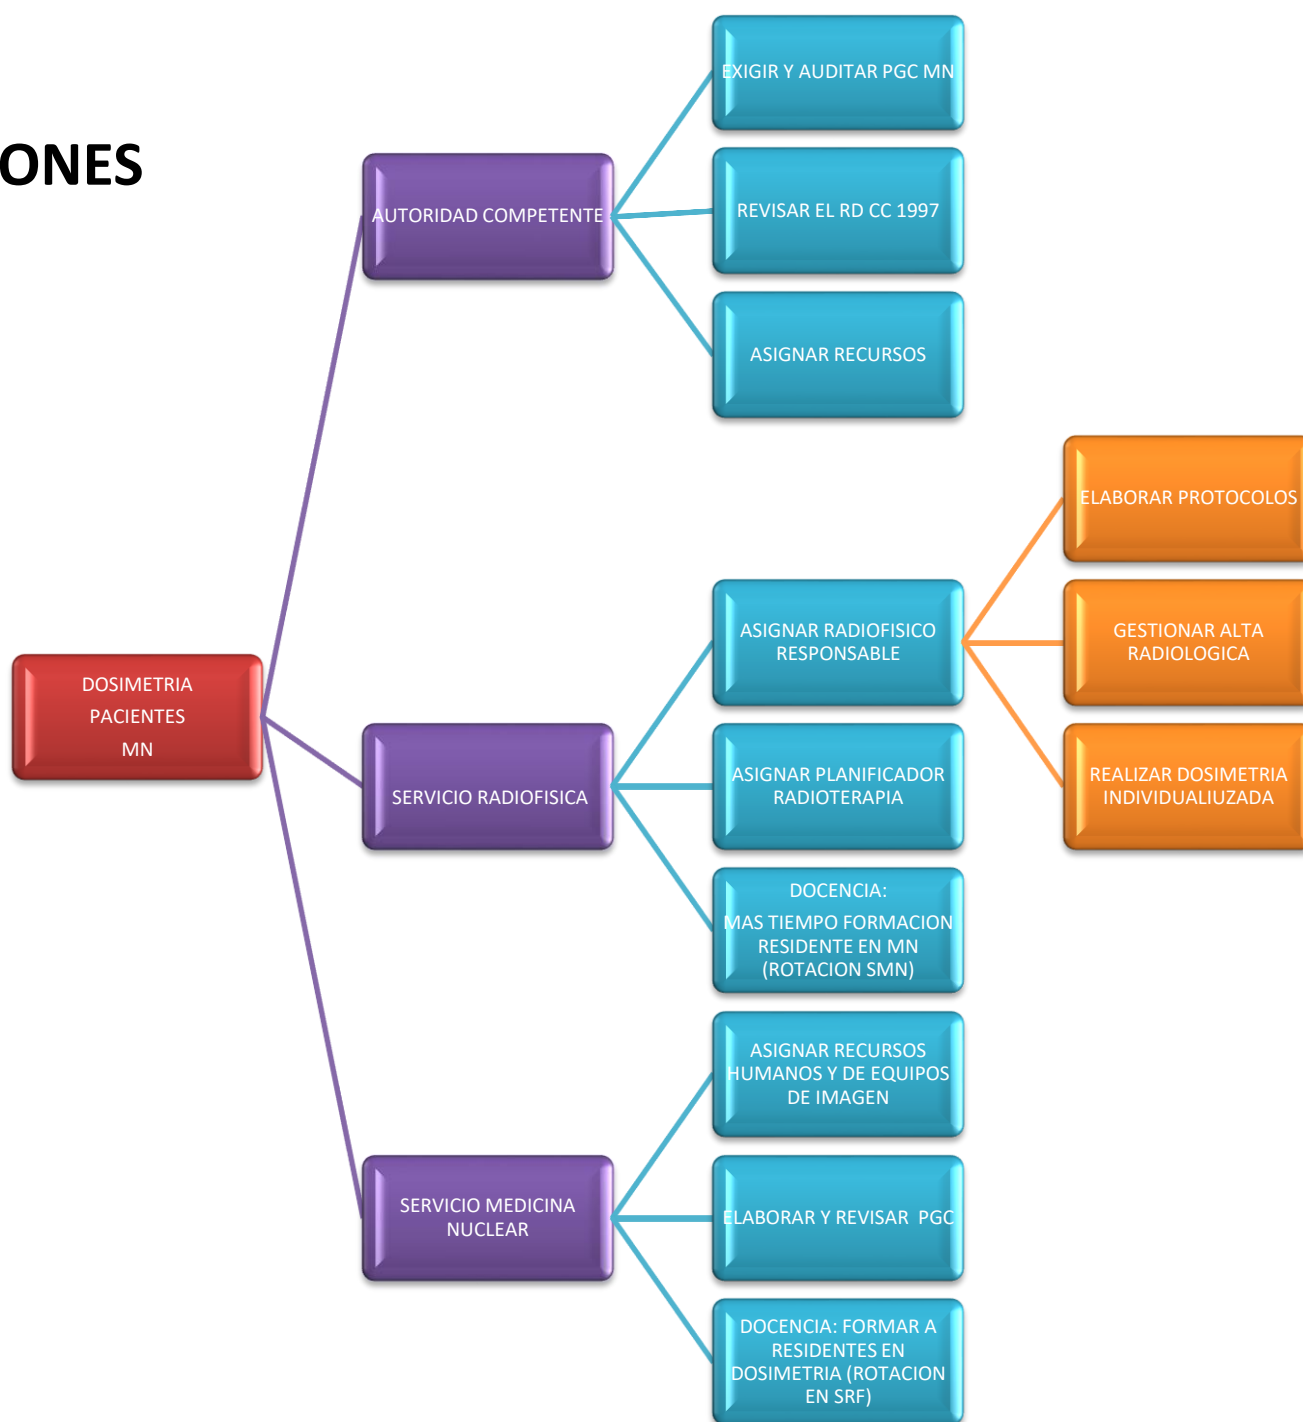 ONES
EXIGIR Y AUDITAR PGC MN
AUTORIDAD COMPETENTE
REVISAR EL RD CC 1997
ASIGNAR RECURSOS
ELABORAR PROTOCOLOS
ASIGNAR RADIOFISICO
RESPONSABLE
GESTIONAR ALTA
RADIOLOGICA
DOSIMETRIA
PACIENTES
MN
SERVICIO RADIOFISICA
ASIGNAR PLANIFICADOR
RADIOTERAPIA
REALIZAR DOSIMETRIA
INDIVIDUALIUZADA
DOCENCIA:
MAS TIEMPO FORMACION
RESIDENTE EN MN
(ROTACION SMN)
ASIGNAR RECURSOS
HUMANOS Y DE EQUIPOS
DE IMAGEN
SERVICIO MEDICINA
NUCLEAR
ELABORAR Y REVISAR  PGC
DOCENCIA: FORMAR A
RESIDENTES EN
DOSIMETRIA (ROTACION
EN SRF)